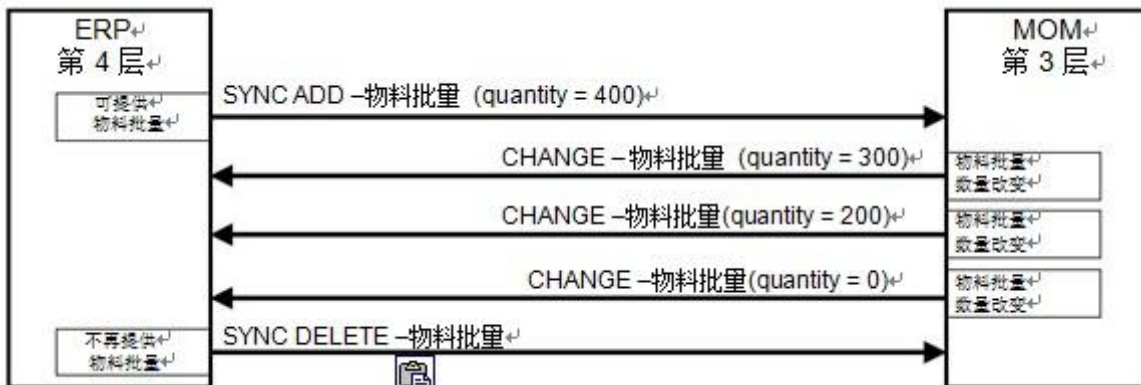 ERP
第 4 层
MOM
第 3 层
可提供
物料批量
SYNC ADD –物料批量 (quantity = 400)
CHANGE –物料批量 (quantity = 300)
物料批量
数量改变
CHANGE –物料批量(quantity = 200)
物料批量
数量改变
CHANGE –物料批量(quantity = 0)
物料批量
数量改变
不再提供
物料批量
SYNC DELETE –物料批量